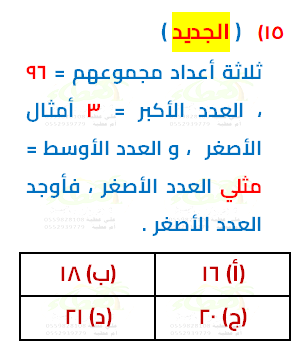 ١٥) ( الجديد )
ثلاثة أعداد مجموعهم = ٩٦
، العدد الأكبر = ٣ أمثال
الأصغر ، و العدد الأوسط =
مثلي العدد الأصغر ، فأوجد
العدد الأصغر .
(أ) ١٦ (ب) ١٨
(ج) ٢٠ (د) ٢١